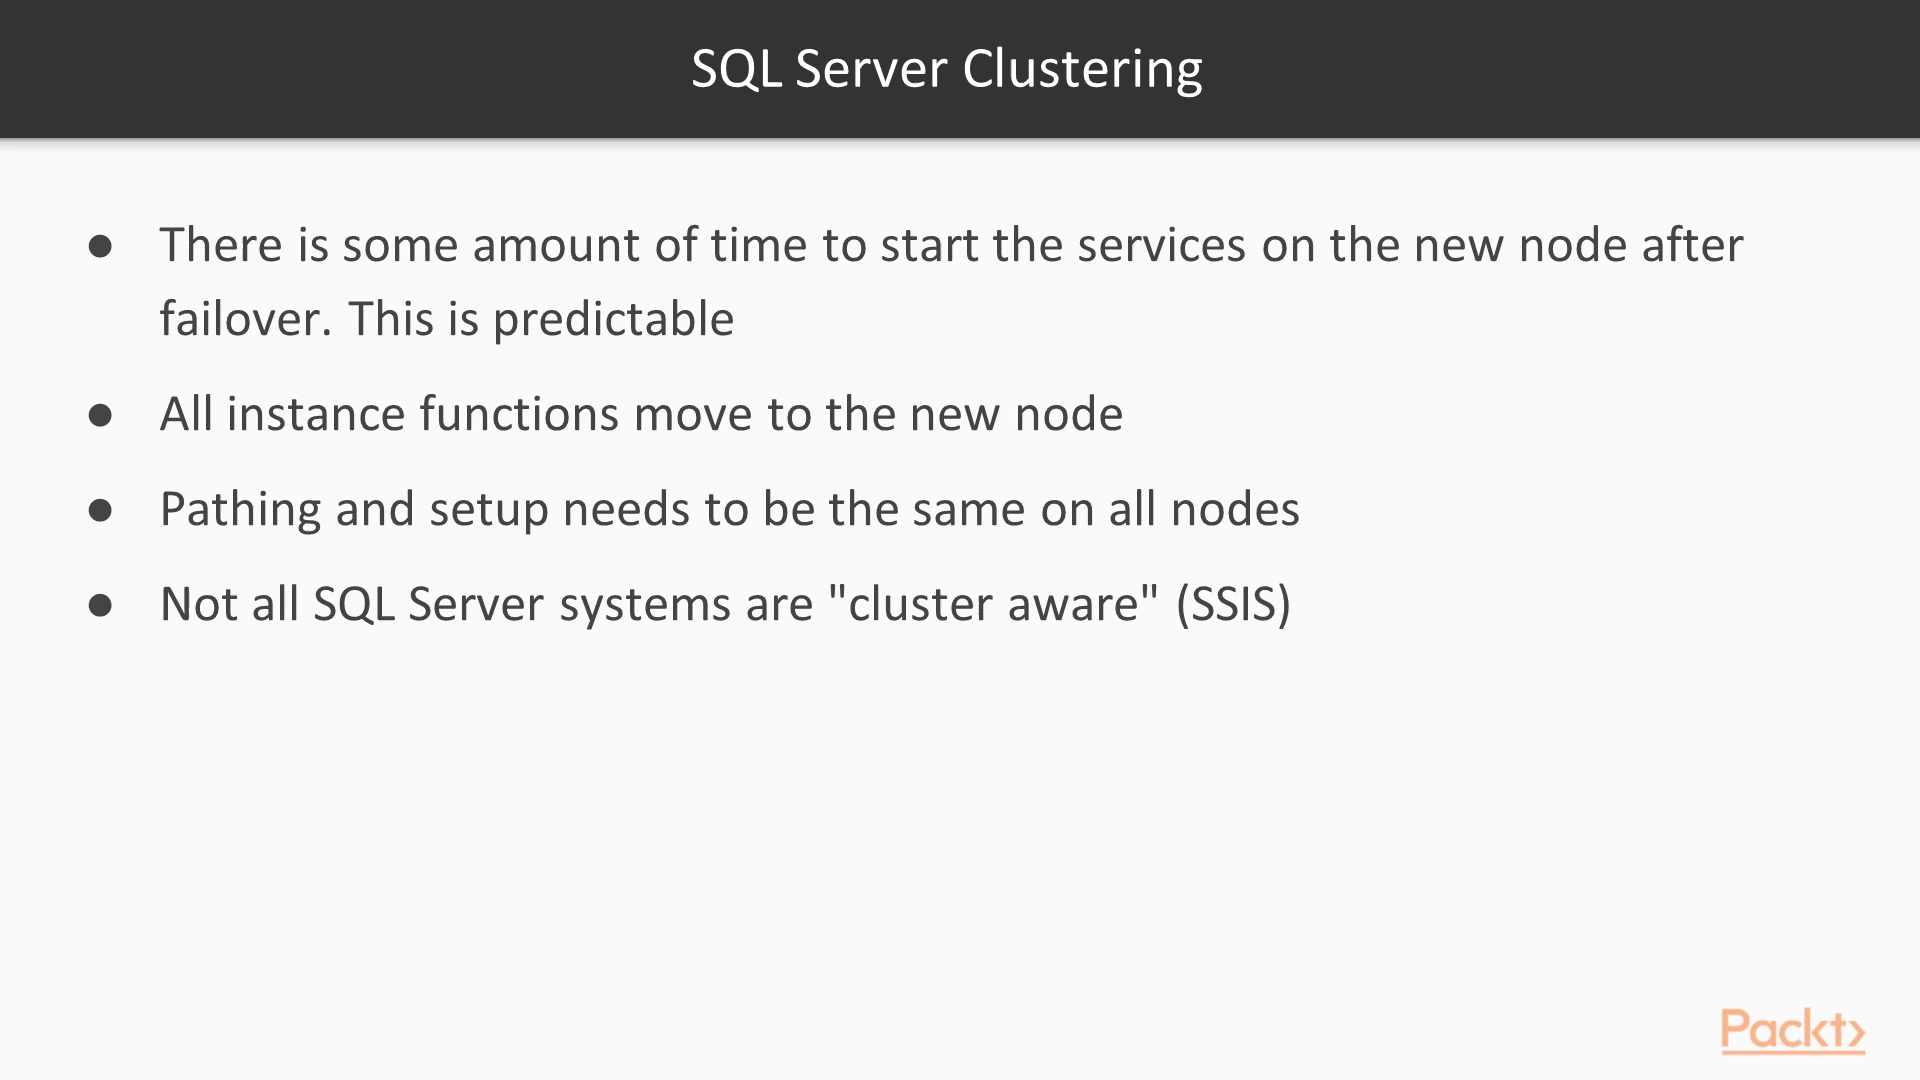 SQL Server Clustering
● There is some amount of time to start the services on the new node after
failover. This is predictable
● All instance functions move to the new node
● Pathing and setup needs to be the same on all nodes
● Not all SQL Server systems are "cluster aware" (SSIS)
Packt>